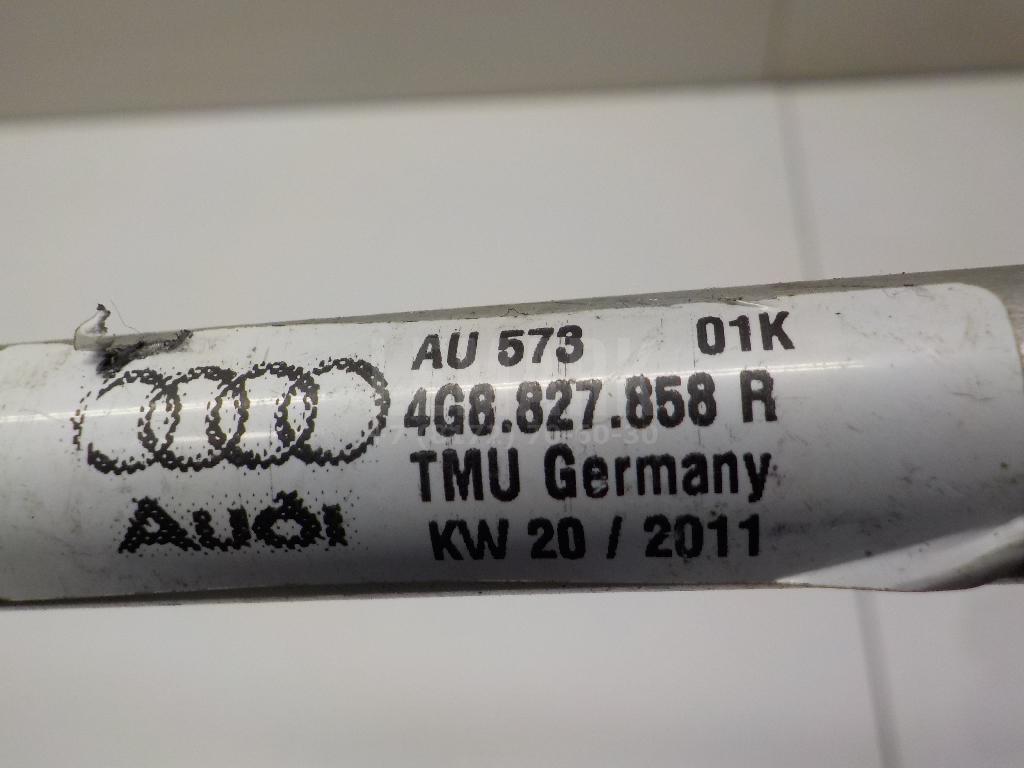 AU 573 01K
4G8.827.858 R
TMU Germany
Audi
KW 20 / 2011